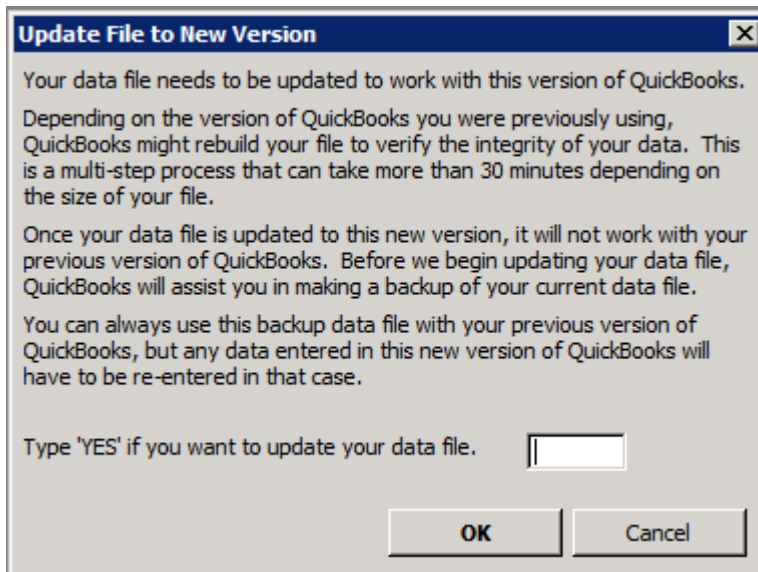 Update File to New Version
Your data file needs to be updated to work with this version of QuickBooks.
Depending on the version of QuickBooks you were previously using,
QuickBooks might rebuild your file to verify the integrity of your data.  This
is a multi-step process that can take more than 30 minutes depending on
the size of your file.
Once your data file is updated to this new version, it will not work with your
previous version of QuickBooks.  Before we begin updating your data file,
QuickBooks will assist you in making a backup of your current data file.
You can always use this backup data file with your previous version of
QuickBooks, but any data entered in this new version of QuickBooks will
have to be re-entered in that case.
Type 'YES' if you want to update your data file.
OK
Cancel